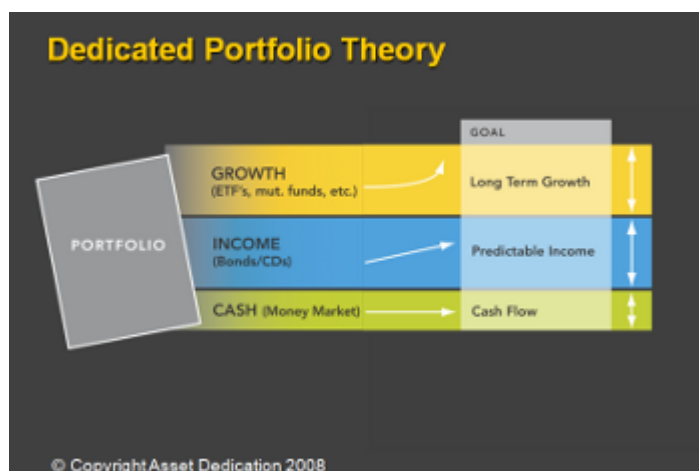 Dedicated Portfolio Theory
GOAL
GROWTH
(ETF's, mut. funds, etc.)
Long Term Growth
PORTFOLIO
INCOME
(Bonds/CDs)
Predictable Income
CASH (Money Market)
Cash Flow
© Copyright Asset Dedication 2008